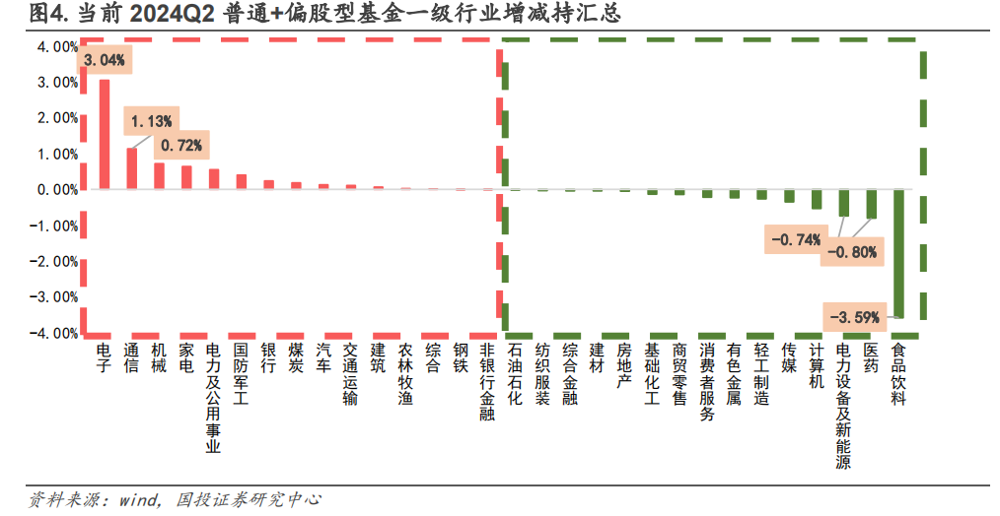 图4.当前 2024Q2 普通+偏股型基金一级行业增减持汇总
4.00%
3.00%
2.00%
1.00%
0.00%
-1.00%
-2.00%
-3.00%
-4.00%
3.04%
1.13%
0.72%
-0.74%
-0.80%
-3.59%
电子
通信
机械
家电
电力及公用事业
国防军工
银行
煤炭
汽车
交通运输
建筑
农林牧渔
综合
钢铁
非银行金融
石油石化
纺织服装
综合金融
建材
房地产
基础化工
商贸零售
消费者服务
有色金属
轻工制造
传媒
计算机
电力设备及新能源
医药
食品饮料
资料来源：wind，国投证券研究中心